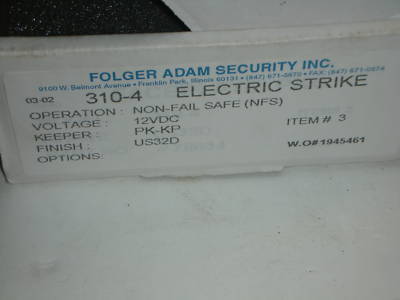 FOLGER ADAM SECURITY INC.
9100 W. Belmont Avenue • Franklin Park, Illinois 60131 • (847) 671-5670 • FAX: (847) 671-0574
03-02 310-4 ELECTRIC STRIKE
OPERATION : NON-FAIL SAFE (NFS)
VOLTAGE : 12VDC ITEM # 3
KEEPER : PK-KP
FINISH : US32D W.O#1945461
OPTIONS: